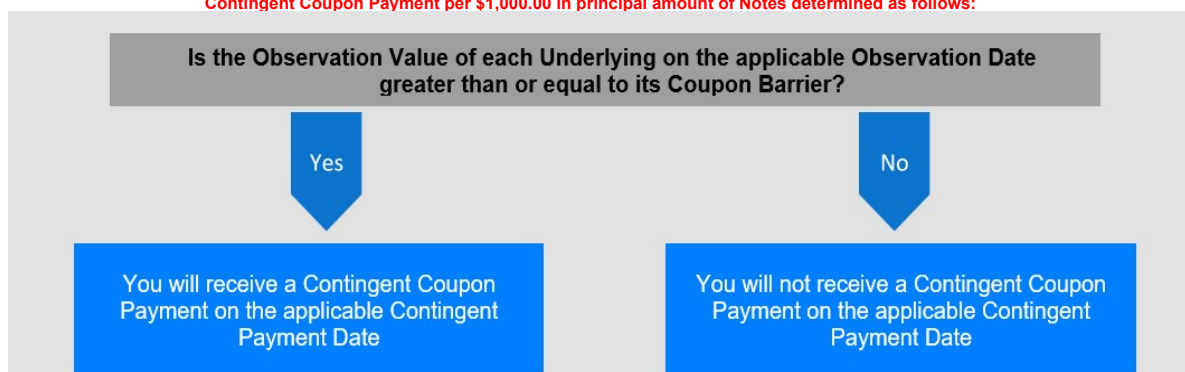 Contingent Coupon Payment per $1,000.00 in principal amount of Notes determined as follows:
Is the Observation Value of each Underlying on the applicable Observation Date
greater than or equal to its Coupon Barrier?
Yes
No
You will receive a Contingent Coupon
Payment on the applicable Contingent
Payment Date
You will not receive a Contingent Coupon
Payment on the applicable Contingent
Payment Date